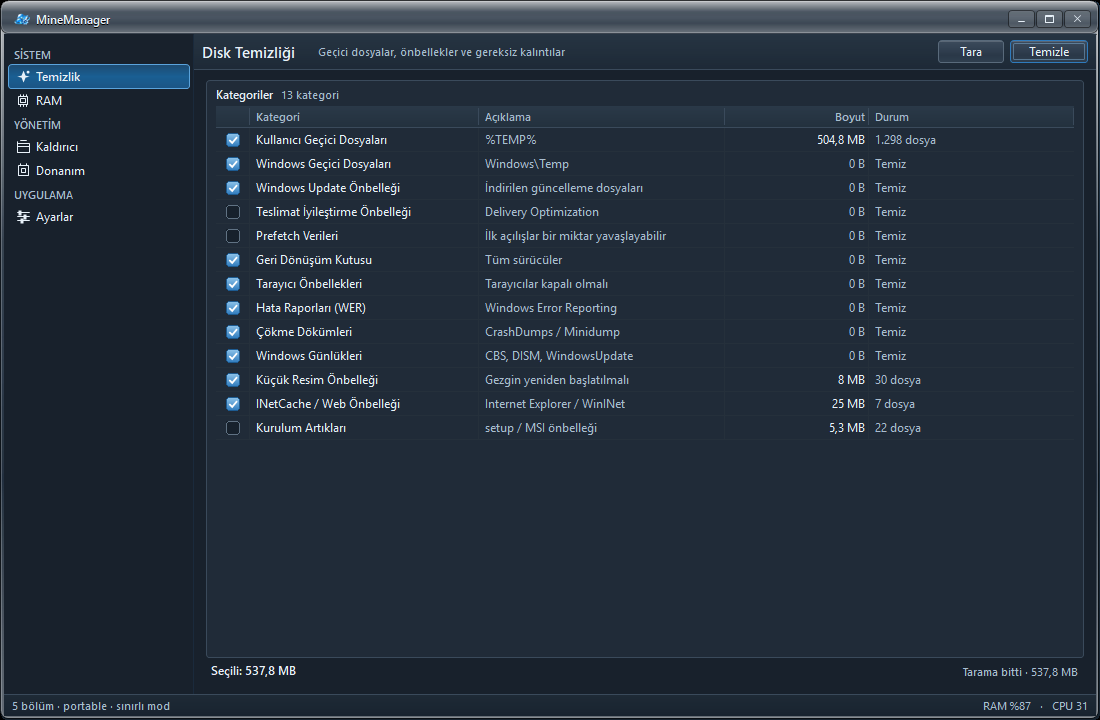 MineManager
SİSTEM
Temizlik
RAM
YÖNETİM
Kaldırıcı
Donanım
UYGULAMA
Ayarlar
Disk Temizliği Geçici dosyalar, önbellekler ve gereksiz kalıntılar Tara Temizle
Kategoriler 13 kategori
Kategori Açıklama Boyut Durum
Kullanıcı Geçici Dosyaları %TEMP% 504,8 MB 1.298 dosya
Windows Geçici Dosyaları Windows\Temp 0 B Temiz
Windows Update Önbelleği İndirilen güncelleme dosyaları 0 B Temiz
Teslimat İyileştirme Önbelleği Delivery Optimization 0 B Temiz
Prefetch Verileri İlk açılışlar bir miktar yavaşlayabilir 0 B Temiz
Geri Dönüşüm Kutusu Tüm sürücüler 0 B Temiz
Tarayıcı Önbellekleri Tarayıcılar kapalı olmalı 0 B Temiz
Hata Raporları (WER) Windows Error Reporting 0 B Temiz
Çökme Dökümleri CrashDumps / Minidump 0 B Temiz
Windows Günlükleri CBS, DISM, WindowsUpdate 0 B Temiz
Küçük Resim Önbelleği Gezgin yeniden başlatılmalı 8 MB 30 dosya
INetCache / Web Önbelleği Internet Explorer / WinINet 25 MB 7 dosya
Kurulum Artıkları setup / MSI önbelleği 5,3 MB 22 dosya
Seçili: 537,8 MB Tarama bitti · 537,8 MB
5 bölüm · portable · sınırlı mod RAM %87 · CPU 31